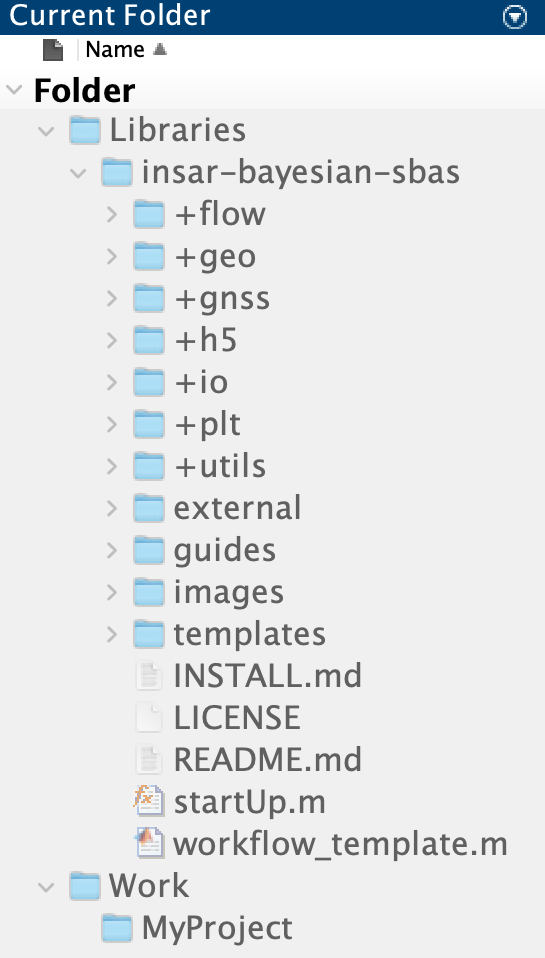 Current Folder
Name
Folder
Libraries
insar-bayesian-sbas
+flow
+geo
+gnss
+h5
+io
+plt
+utils
external
guides
images
templates
INSTALL.md
LICENSE
README.md
startUp.m
workflow_template.m
Work
MyProject